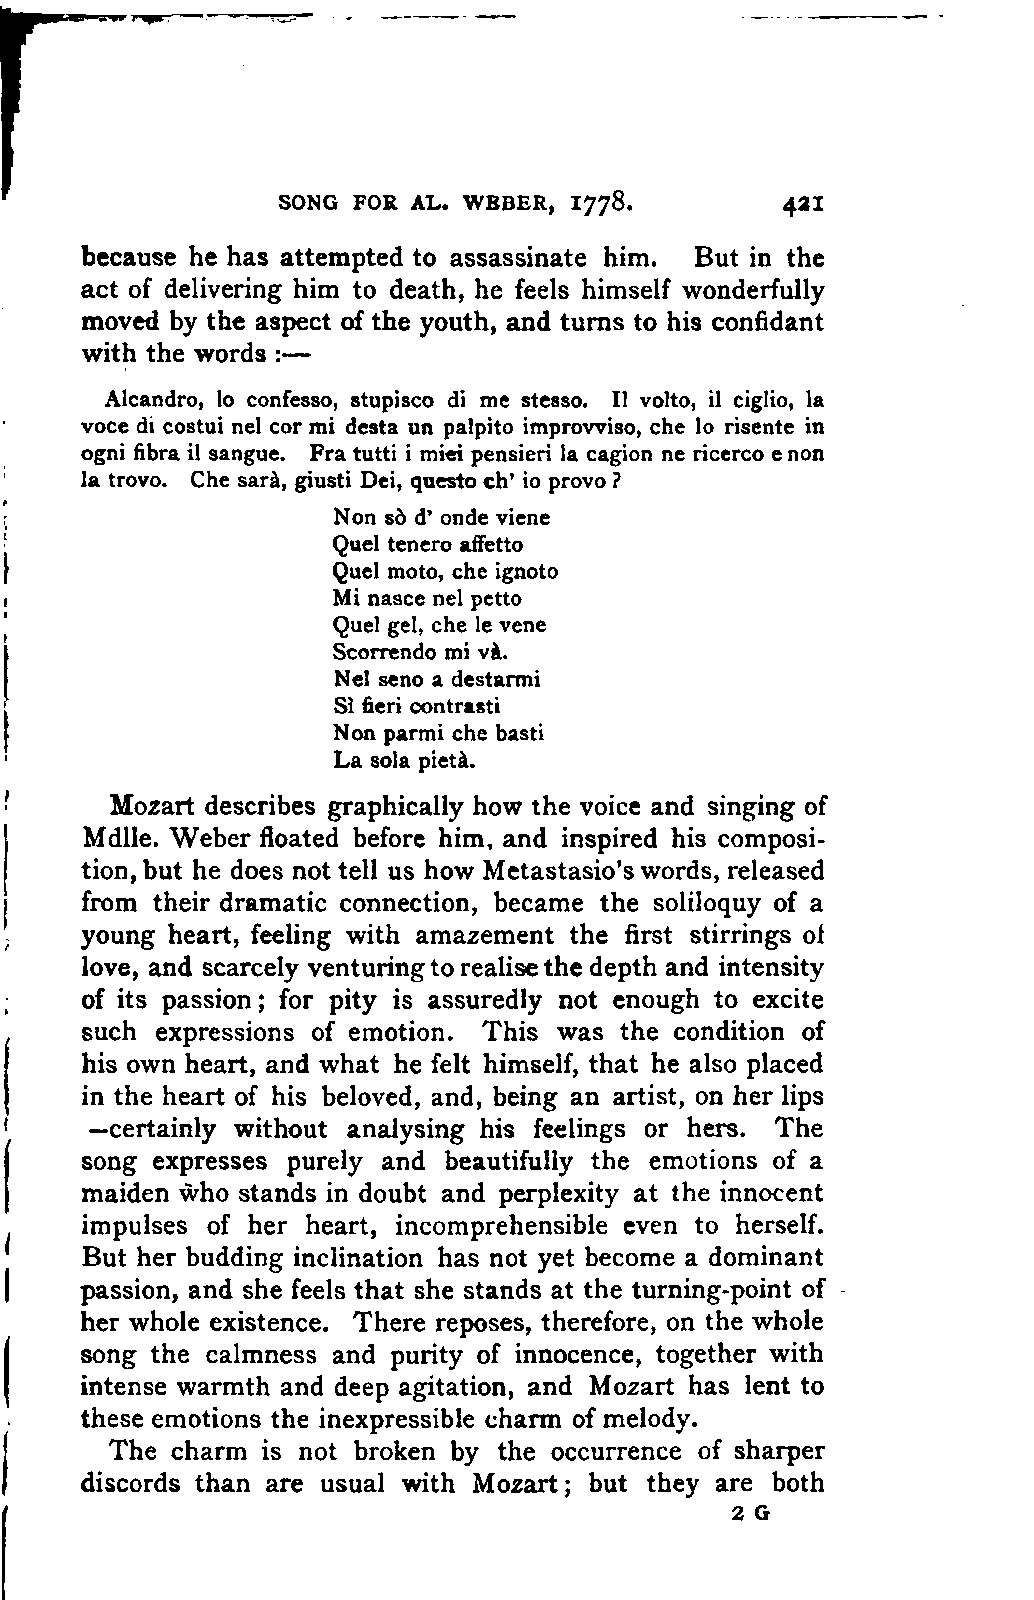 SONG FOR AL. WEBER, 1778. 421
because he has attempted to assassinate him. But in the
act of delivering him to death, he feels himself wonderfully
moved by the aspect of the youth, and turns to his confidant
with the words :—
Alcandro, lo confesso, stupisco di me stesso. Il volto, il ciglio, la
voce di costui nel cor mi desta un palpito improvviso, che lo risente in
ogni fibra il sangue. Fra tutti i miei pensieri la cagion ne ricerco e non
la trovo. Che sarà, giusti Dei, questo ch' io provo ?
Non sò d' onde viene
Quel tenero affetto
Quel moto, che ignoto
Mi nasce nel petto
Quel gel, che le vene
Scorrendo mi và.
Nel seno a destarmi
Sì fieri contrasti
Non parmi che basti
La sola pietà.
Mozart describes graphically how the voice and singing of
Mdlle. Weber floated before him, and inspired his composi-
tion, but he does not tell us how Metastasio's words, released
from their dramatic connection, became the soliloquy of a
young heart, feeling with amazement the first stirrings of
love, and scarcely venturing to realise the depth and intensity
of its passion; for pity is assuredly not enough to excite
such expressions of emotion. This was the condition of
his own heart, and what he felt himself, that he also placed
in the heart of his beloved, and, being an artist, on her lips
—certainly without analysing his feelings or hers. The
song expresses purely and beautifully the emotions of a
maiden who stands in doubt and perplexity at the innocent
impulses of her heart, incomprehensible even to herself.
But her budding inclination has not yet become a dominant
passion, and she feels that she stands at the turning-point of
her whole existence. There reposes, therefore, on the whole
song the calmness and purity of innocence, together with
intense warmth and deep agitation, and Mozart has lent to
these emotions the inexpressible charm of melody.
The charm is not broken by the occurrence of sharper
discords than are usual with Mozart; but they are both
2 G